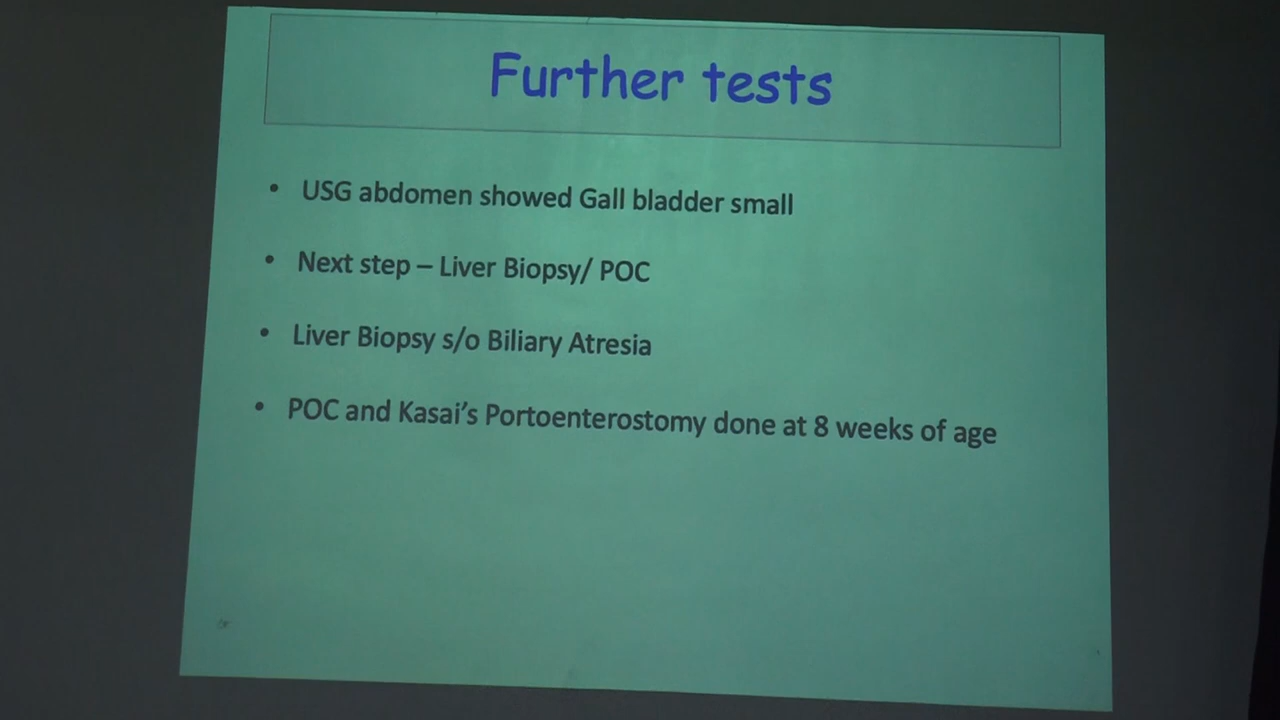 Further tests
• USG abdomen showed Gall bladder small
• Next step – Liver Biopsy/ POC
• Liver Biopsy s/o Biliary Atresia
• POC and Kasai's Portoenterostomy done at 8 weeks of age